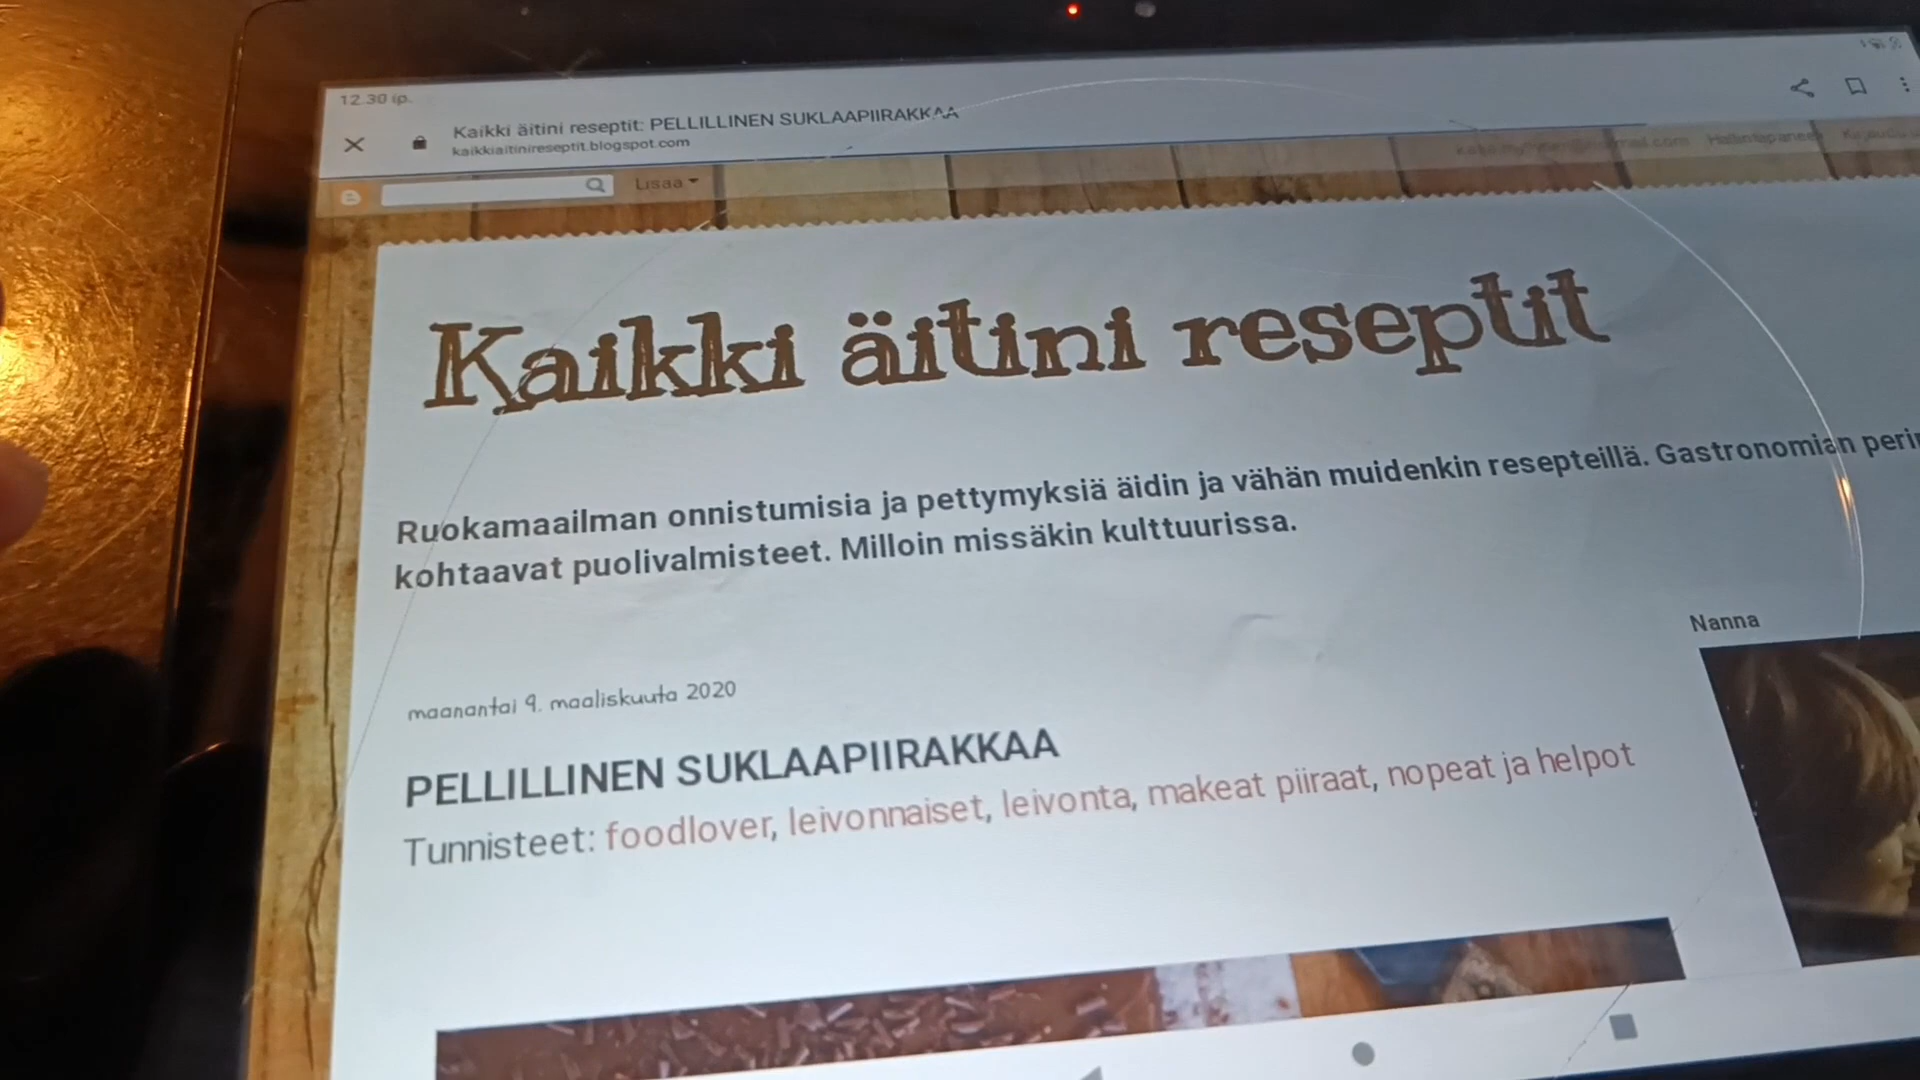 12.30 ip.
Kaikki äitini reseptit: PELLILLINEN SUKLAAPIIRAKKAA
kaikkiaitinireseptit.blogspot.com
Lisää
Kaikki äitini reseptit
Ruokamaailman onnistumisia ja pettymyksiä äidin ja vähän muidenkin resepteillä. Gastronomian
kohtaavat puolivalmisteet. Milloin missäkin kulttuurissa.
Nanna
maanantai 9. maaliskuuta 2020
PELLILLINEN SUKLAAPIIRAKKAA
Tunnisteet: foodlover, leivonnaiset, leivonta, makeat piiraat, nopeat ja helpot